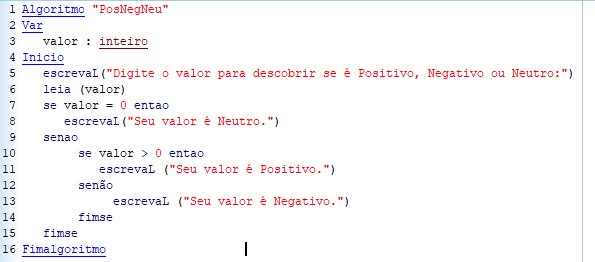 1 Algoritmo "PosNegNeu"
2 Var
3 valor : inteiro
4 Inicio
5 escrevaL("Digite o valor para descobrir se é Positivo, Negativo ou Neutro:")
6 leia (valor)
7 se valor = 0 entao
8 escrevaL("Seu valor é Neutro.")
9 senao
10 se valor > 0 entao
11 escrevaL ("Seu valor é Positivo.")
12 senão
13 escrevaL ("Seu valor é Negativo.")
14 fimse
15 fimse
16 Fimalgoritmo